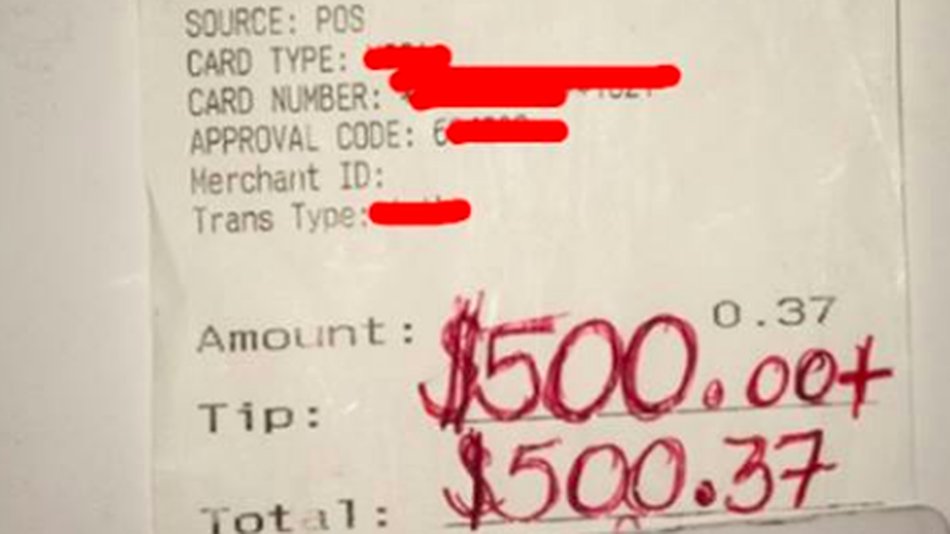 SOURCE: POS
CARD TYPE:
CARD NUMBER:
APPROVAL CODE: 6
Merchant ID:
Trans Type:
Amount: 0.37
Tip: $500.00+
Total: $500.37